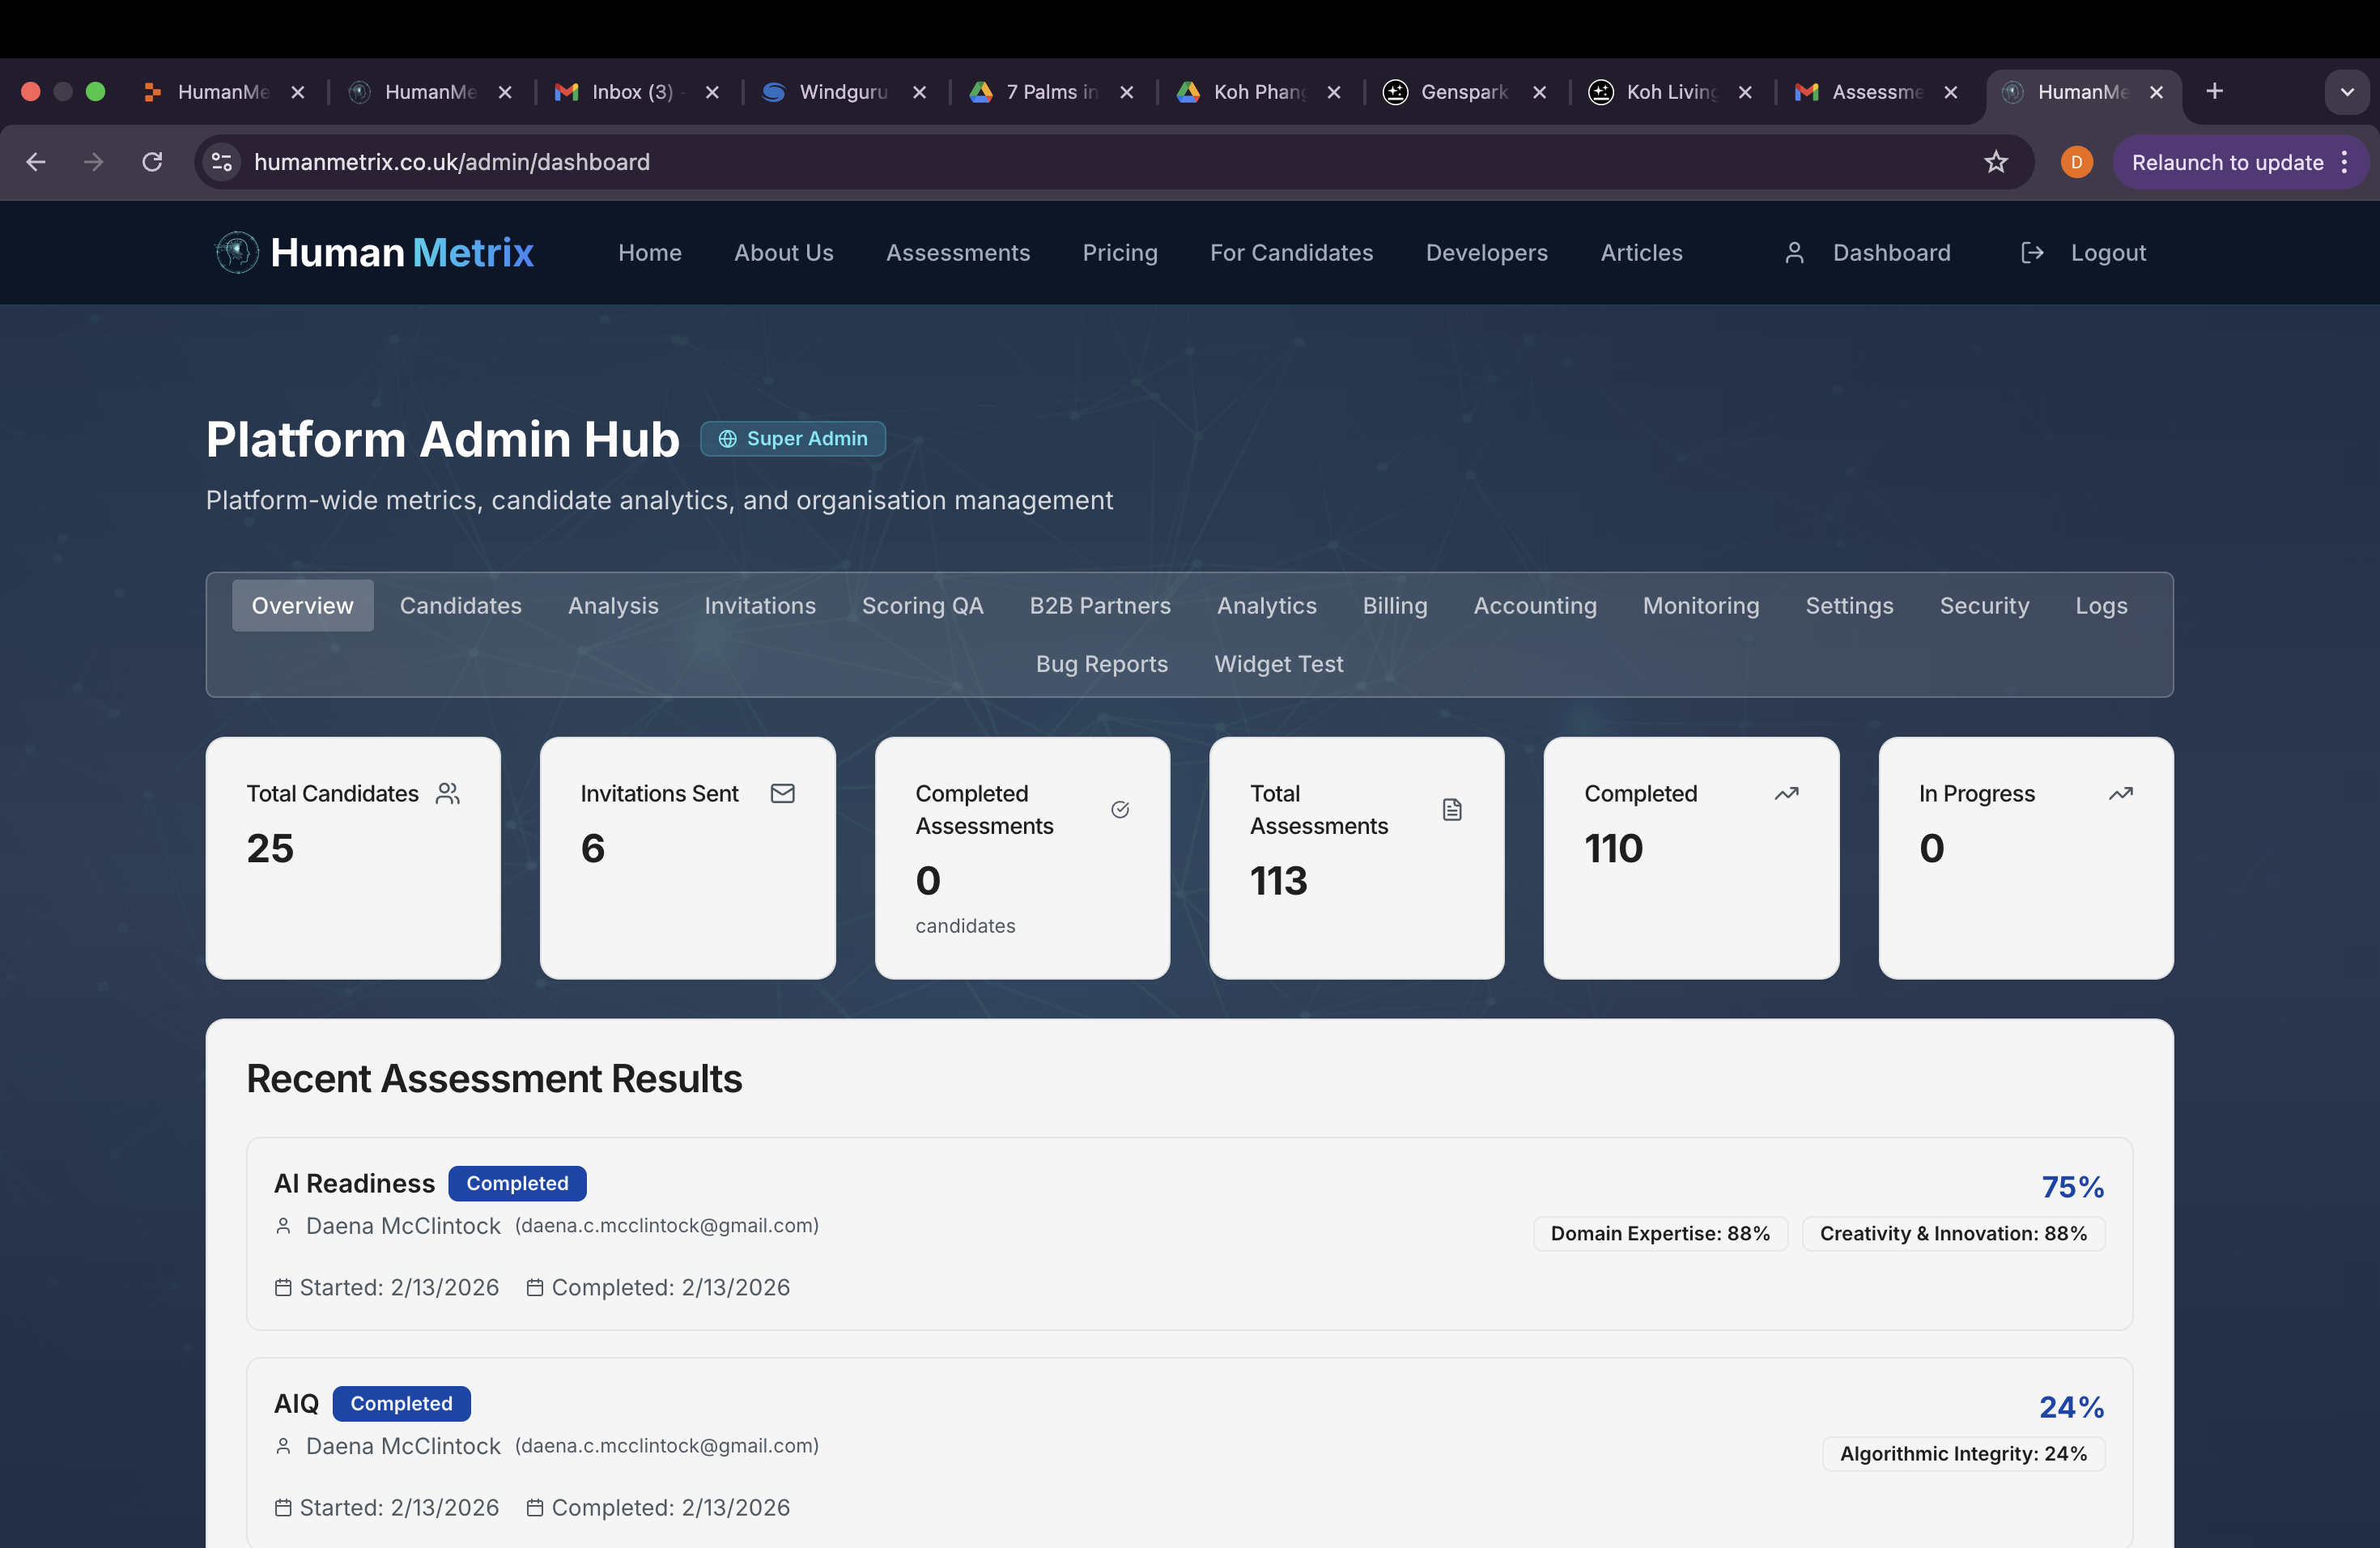 HumanMe
HumanMe
Inbox (3) -
Windguru
7 Palms in
Koh Phang
Genspark
Koh Living
Assessme
HumanMe
humanmetrix.co.uk/admin/dashboard
D
Relaunch to update
Human Metrix
Home
About Us
Assessments
Pricing
For Candidates
Developers
Articles
Dashboard
Logout
Platform Admin Hub
Super Admin
Platform-wide metrics, candidate analytics, and organisation management
Overview
Candidates
Analysis
Invitations
Scoring QA
B2B Partners
Analytics
Billing
Accounting
Monitoring
Settings
Security
Logs
Bug Reports
Widget Test
Total Candidates
25
Invitations Sent
6
Completed
Assessments
0
candidates
Total
Assessments
113
Completed
110
In Progress
0
Recent Assessment Results
AI Readiness
Completed
75%
Daena McClintock (daena.c.mcclintock@gmail.com)
Domain Expertise: 88%
Creativity & Innovation: 88%
Started: 2/13/2026
Completed: 2/13/2026
AIQ
Completed
24%
Daena McClintock (daena.c.mcclintock@gmail.com)
Algorithmic Integrity: 24%
Started: 2/13/2026
Completed: 2/13/2026